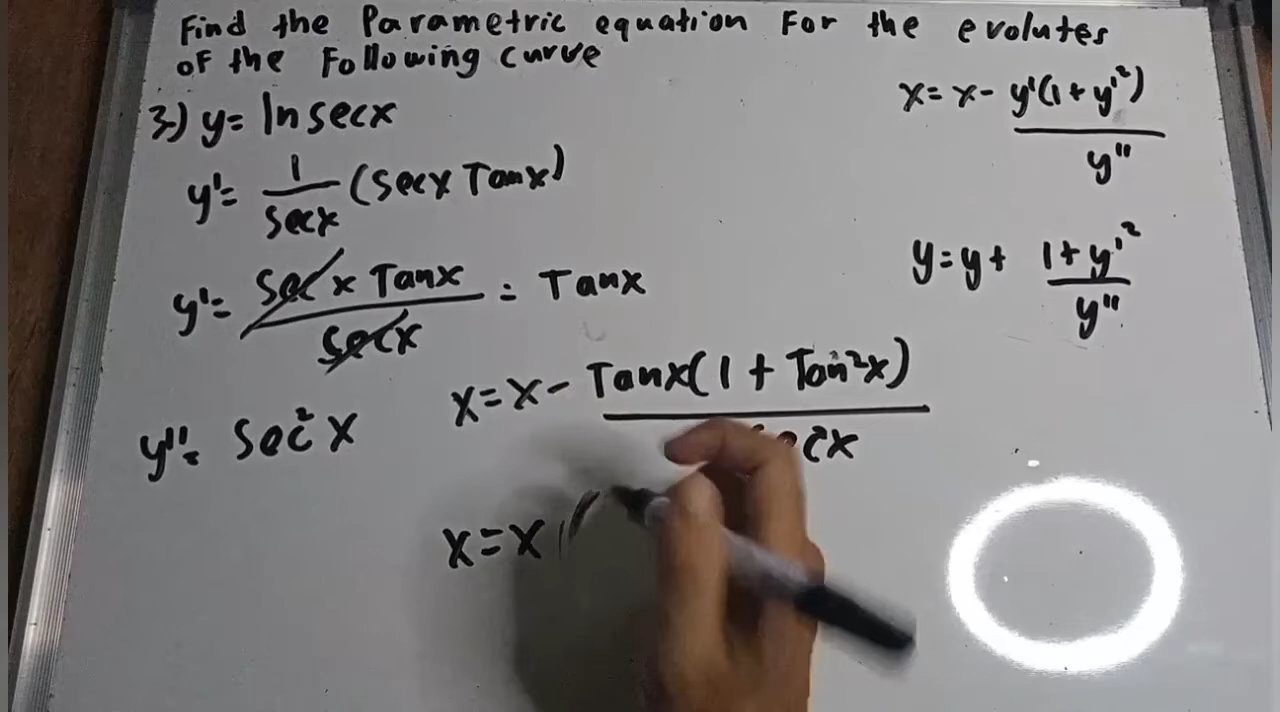 Find the Parametric equation For the evolutes
of the Following curve
3.) y = ln secx
x = x - y'(1 + y'²) / y''
y' = 1 / secx (secx Tanx)
y = y + 1 + y'² / y''
y' = secx Tanx / secx = Tanx
x = x - Tanx(1 + Tan²x) / sec²x
y'' = sec²x
x = x